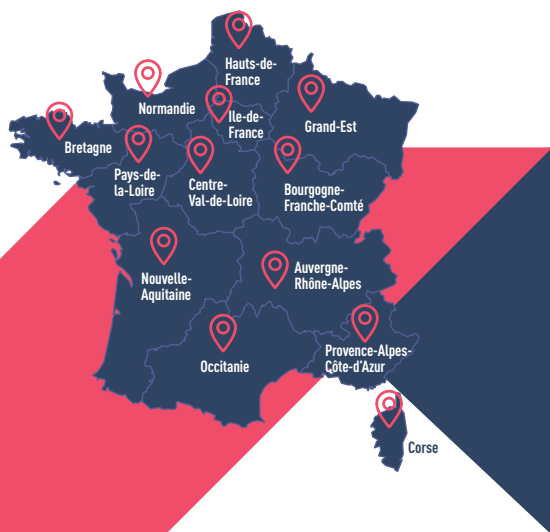 Hauts-de-
France
Normandie
Ile-de-
France
Grand-Est
Bretagne
Pays-de-
la-Loire
Centre-
Val-de-Loire
Bourgogne-
Franche-Comté
Nouvelle-
Aquitaine
Auvergne-
Rhône-Alpes
Occitanie
Provence-Alpes-
Côte-d'Azur
Corse